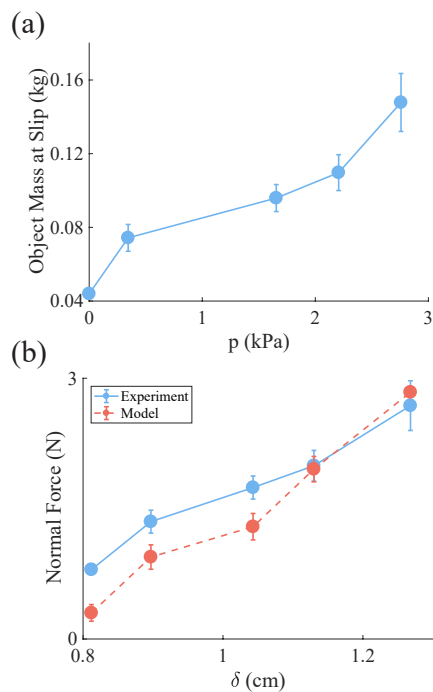 (a)
Object Mass at Slip (kg)
0.16
0.12
0.08
0.04
0
1
2
3
p (kPa)
(b)
Normal Force (N)
3
0
Experiment
Model
0.8
1
1.2
δ (cm)